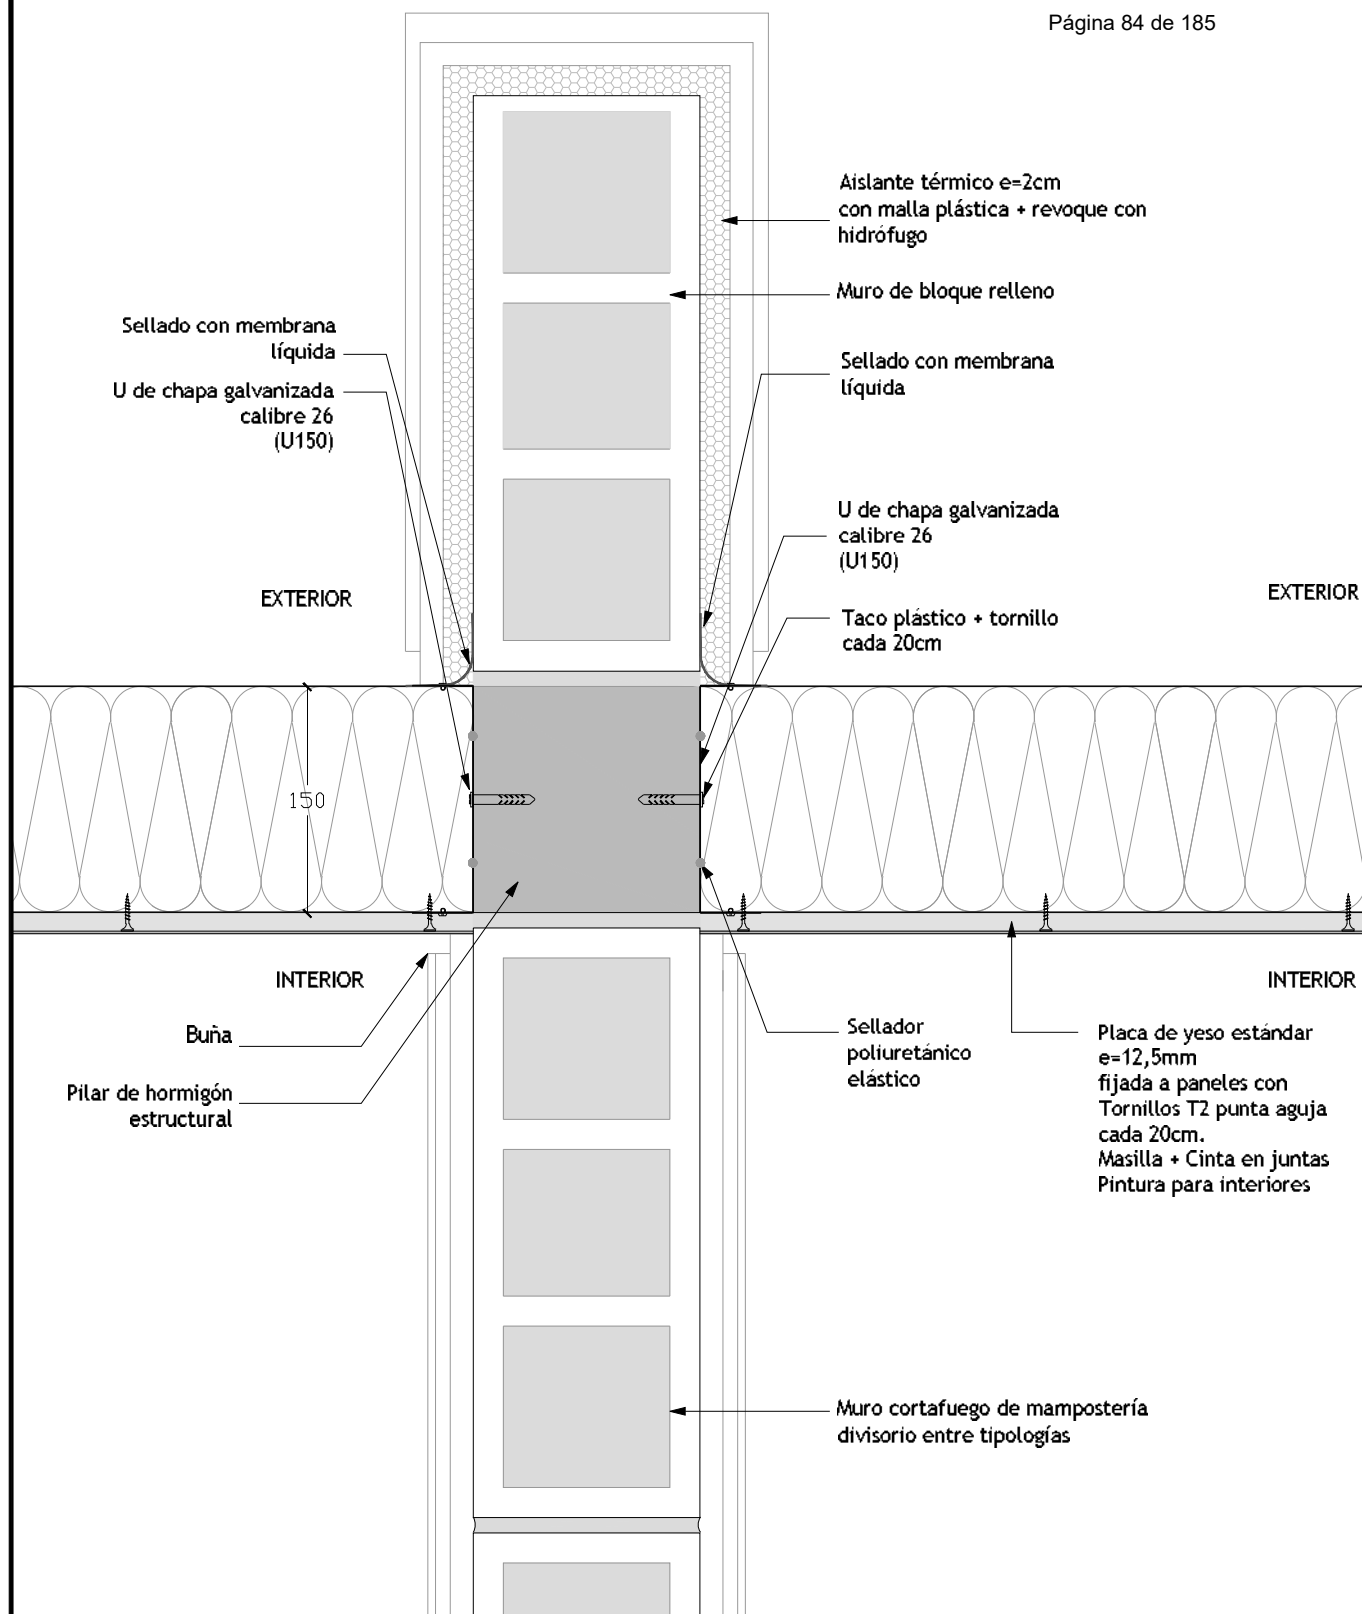 Página 84 de 185
Aislante térmico e=2cm
con malla plástica + revoque con
hidrófugo
Muro de bloque relleno
Sellado con membrana
líquida
U de chapa galvanizada
calibre 26
(U150)
Sellado con membrana
líquida
U de chapa galvanizada
calibre 26
(U150)
Taco plástico + tornillo
cada 20cm
EXTERIOR
EXTERIOR
150
INTERIOR
INTERIOR
Buña
Pilar de hormigón
estructural
Sellador
poliuretánico
elástico
Placa de yeso estándar
e=12,5mm
fijada a paneles con
Tornillos T2 punta aguja
cada 20cm.
Masilla + Cinta en juntas
Pintura para interiores
Muro cortafuego de mampostería
divisorio entre tipologías